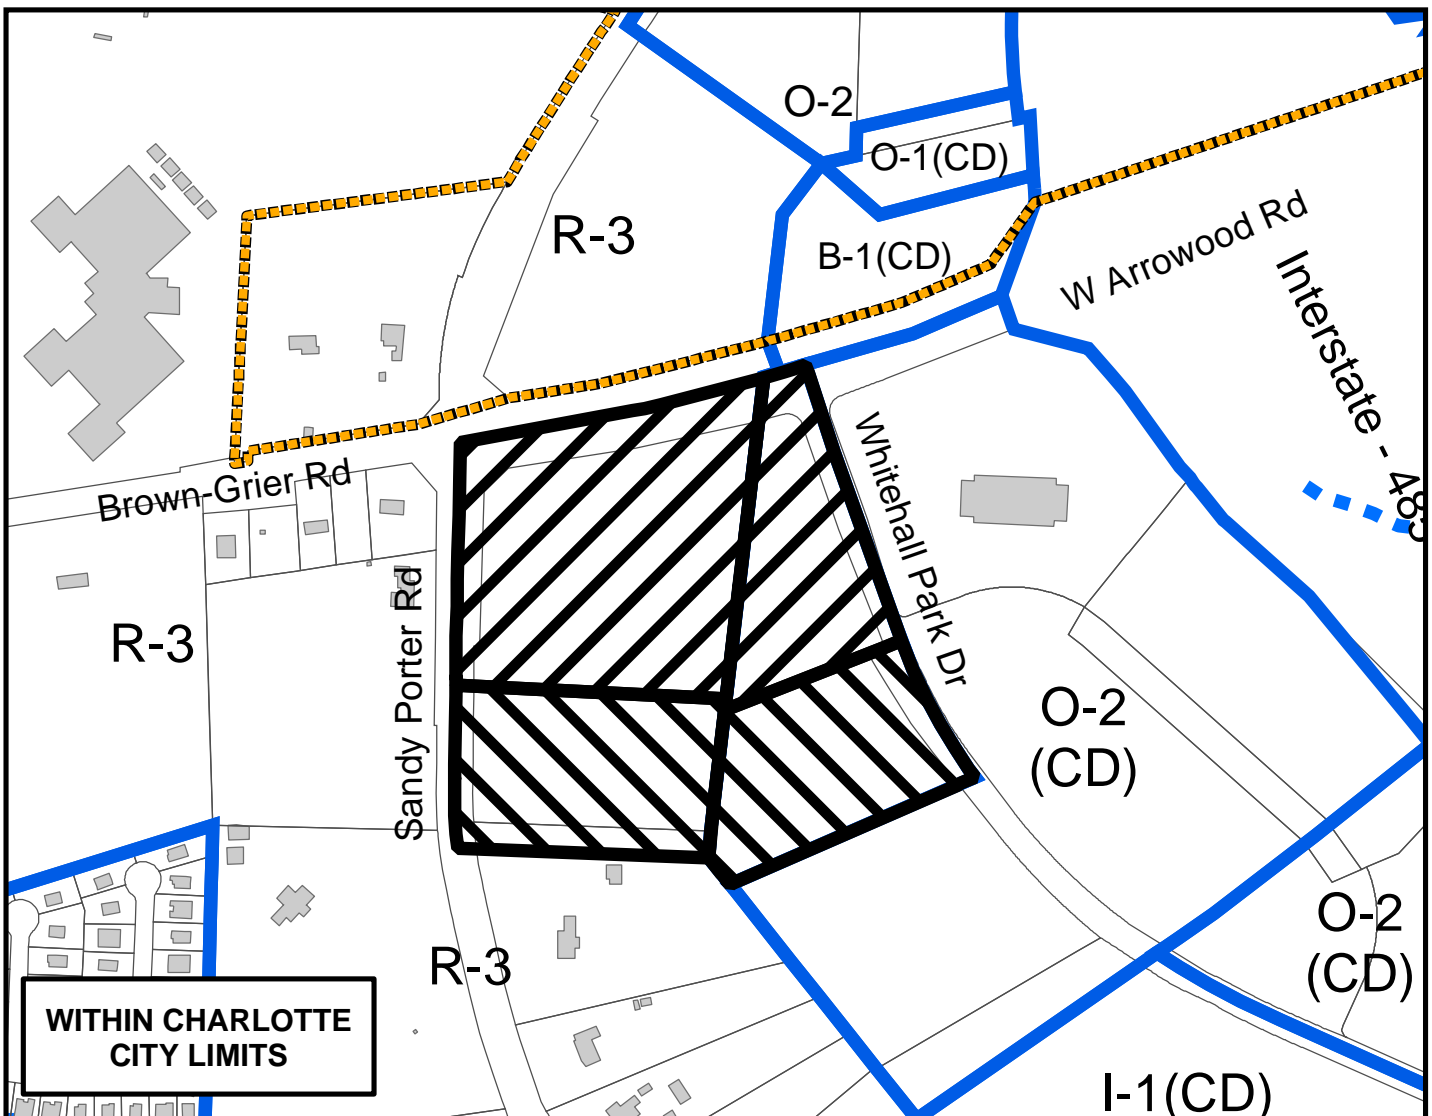 O-2
O-1(CD)
R-3
B-1(CD)
W Arrowood Rd
Interstate - 485
Brown-Grier Rd
Whitehall Park Dr
R-3
Sandy Porter Rd
O-2
(CD)
O-2
(CD)
R-3
WITHIN CHARLOTTE
CITY LIMITS
I-1(CD)